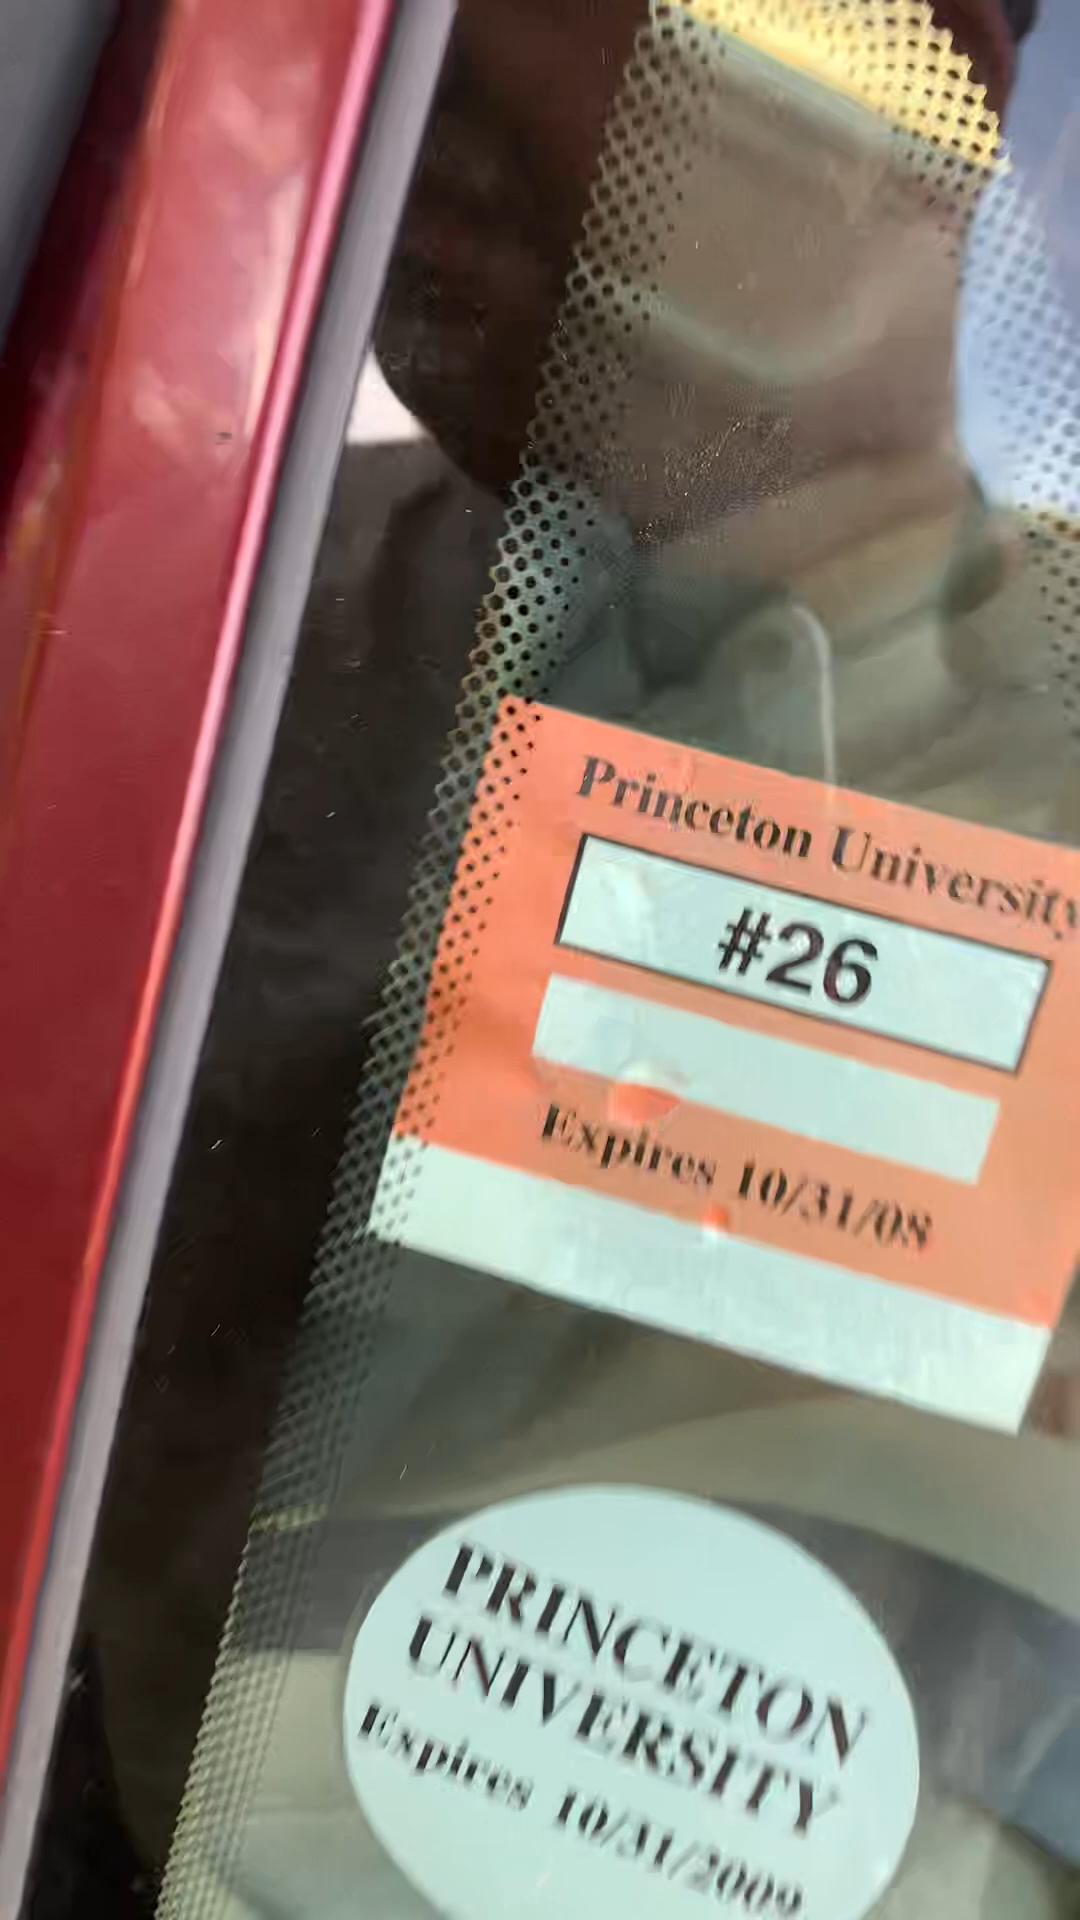 Princeton University
#26
Expires 10/31/08
PRINCETON
UNIVERSITY
Expires 10/31/2009